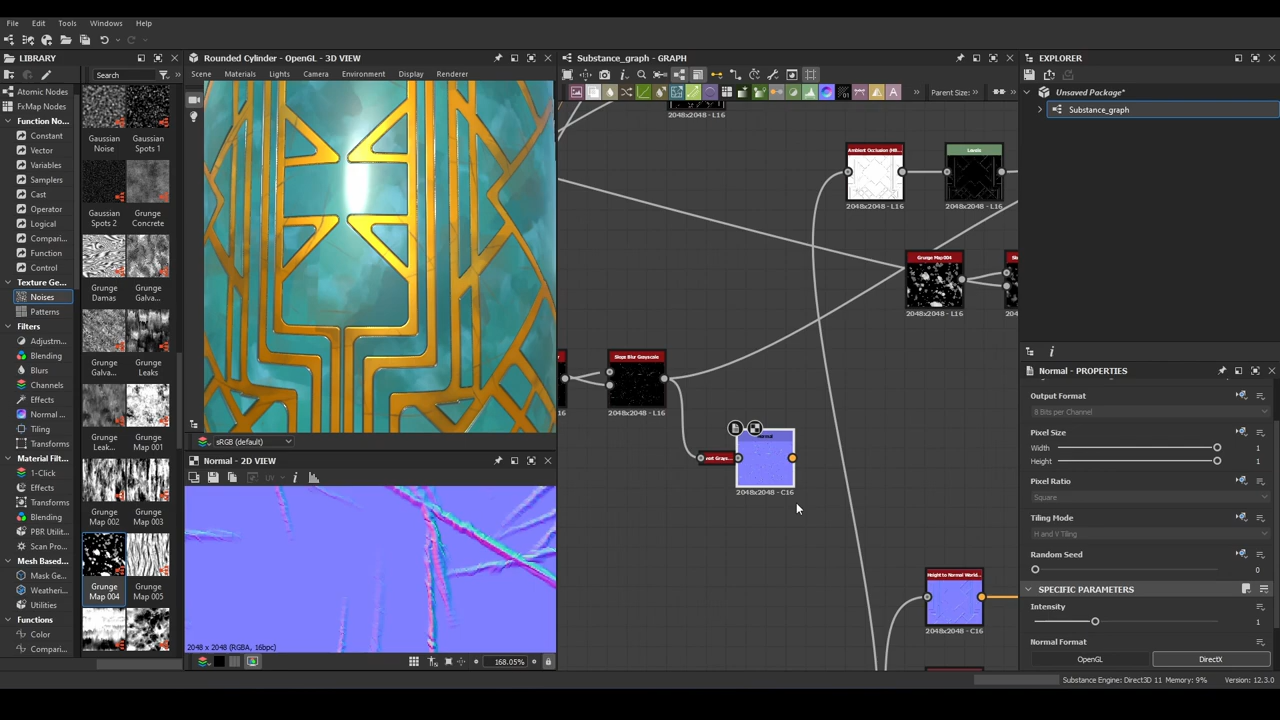 File Edit Tools Windows Help
LIBRARY
Search
Atomic Nodes
FxMap Nodes
Function No...
Constant
Vector
Variables
Samplers
Cast
Operator
Logical
Compari...
Function
Control
Texture Ge...
Noises
Patterns
Filters
Adjustm...
Blending
Blurs
Channels
Effects
Normal ...
Tiling
Transforms
Material Filt...
1-Click
Effects
Transforms
Blending
PBR Utilit...
Scan Pro...
Mesh Based...
Mask Ge...
Weatheri...
Utilities
Functions
Color
Compari...
Gaussian Noise
Gaussian Spots 1
Gaussian Spots 2
Grunge Concrete
Grunge Damas
Grunge Galva...
Grunge Galva...
Grunge Leaks
Grunge Leak...
Grunge Map 001
Grunge Map 002
Grunge Map 003
Grunge Map 004
Grunge Map 005
Rounded Cylinder - OpenGL - 3D VIEW
Scene Materials Lights Camera Environment Display Renderer
sRGB (default)
Normal - 2D VIEW
UV
2048 x 2048 (RGBA, 16bpc)
168.05%
Substance_graph - GRAPH
Parent Size:
2048x2048 - L16
Ambient Occlusion (HB...
2048x2048 - L16
Levels
2048x2048 - L16
Grunge Map 004
2048x2048 - L16
Slope Blur Grayscale
2048x2048 - L16
vert Grays...
Normal
2048x2048 - C16
Height to Normal World...
2048x2048 - C16
EXPLORER
Unsaved Package*
Substance_graph
Normal - PROPERTIES
Output Format
8 Bits per Channel
Pixel Size
Width 1
Height 1
Pixel Ratio
Square
Tiling Mode
H and V Tiling
Random Seed
0
SPECIFIC PARAMETERS
Intensity
1
Normal Format
OpenGL DirectX
Substance Engine: Direct3D 11 Memory: 9% Version: 12.3.0